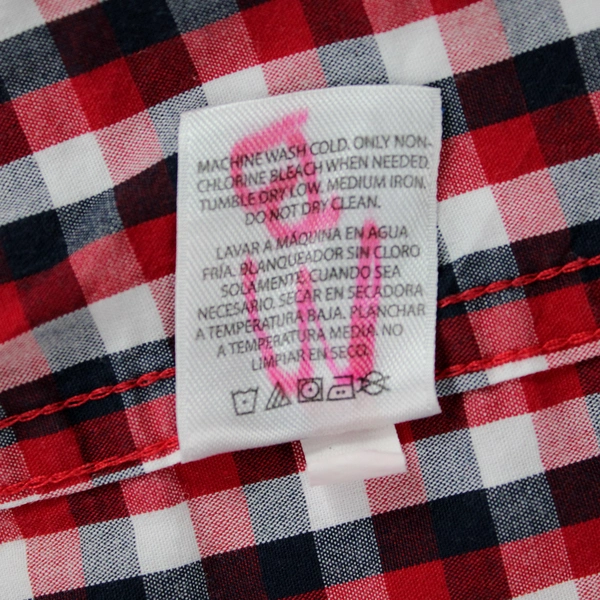 MACHINE WASH COLD. ONLY NON-
CHLORINE BLEACH WHEN NEEDED.
TUMBLE DRY LOW. MEDIUM IRON.
DO NOT DRY CLEAN.
LAVAR A MÁQUINA EN AGUA
FRÍA. BLANQUEADOR SIN CLORO
SOLAMENTE, CUANDO SEA
NECESARIO. SECAR EN SECADORA
A TEMPERATURA BAJA. PLANCHAR
A TEMPERATURA MEDIA. NO
LIMPIAR EN SECO.